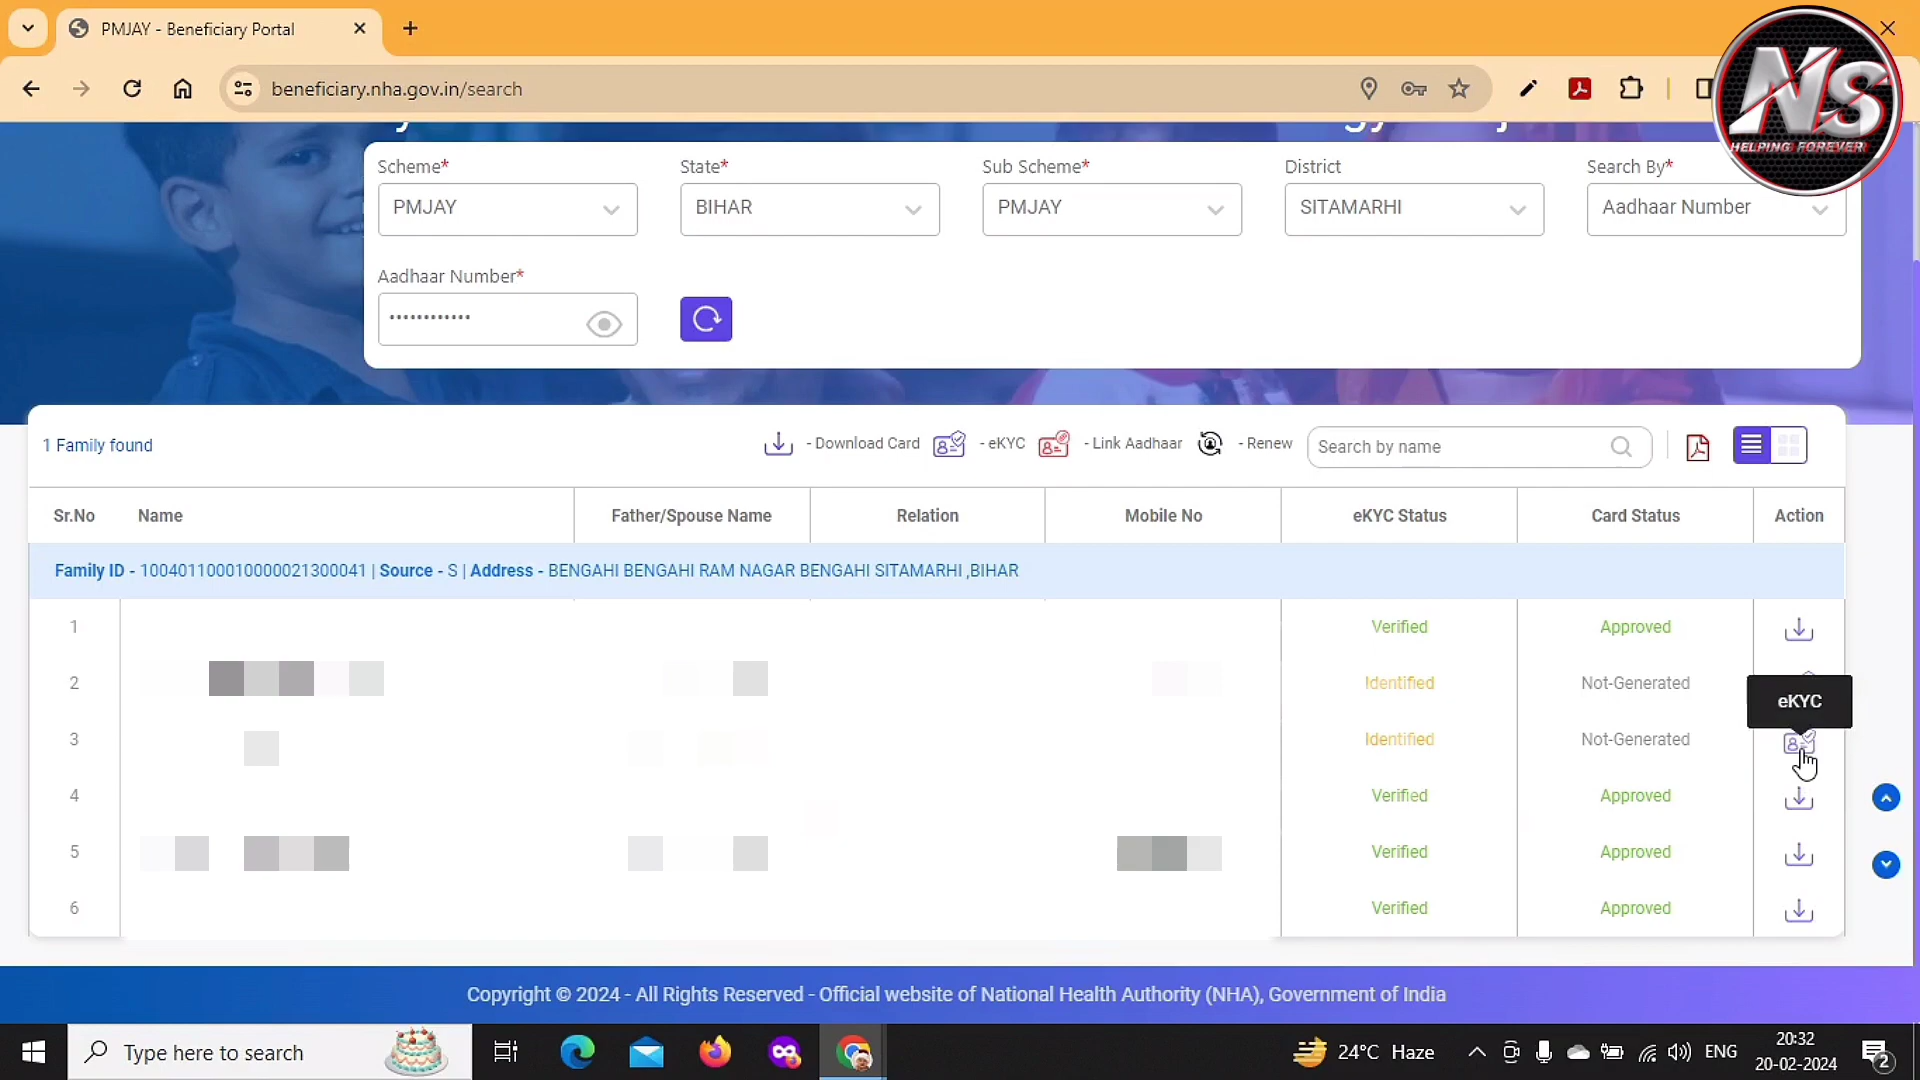 PMJAY - Beneficiary Portal
beneficiary.nha.gov.in/search
NS
HELPING FOREVER
Scheme* State* Sub Scheme* District Search By*
PMJAY BIHAR PMJAY SITAMARHI Aadhaar Number
Aadhaar Number*
••••••••••••
1 Family found - Download Card - eKYC - Link Aadhaar - Renew Search by name
Sr.No Name Father/Spouse Name Relation Mobile No eKYC Status Card Status Action
Family ID - 100401100010000021300041 | Source - S | Address - BENGAHI BENGAHI RAM NAGAR BENGAHI SITAMARHI ,BIHAR
1 Verified Approved
2 Identified Not-Generated
eKYC
3 Identified Not-Generated
4 Verified Approved
5 Verified Approved
6 Verified Approved
Copyright © 2024 - All Rights Reserved - Official website of National Health Authority (NHA), Government of India
Type here to search 24°C Haze ENG 20:32
20-02-2024 2